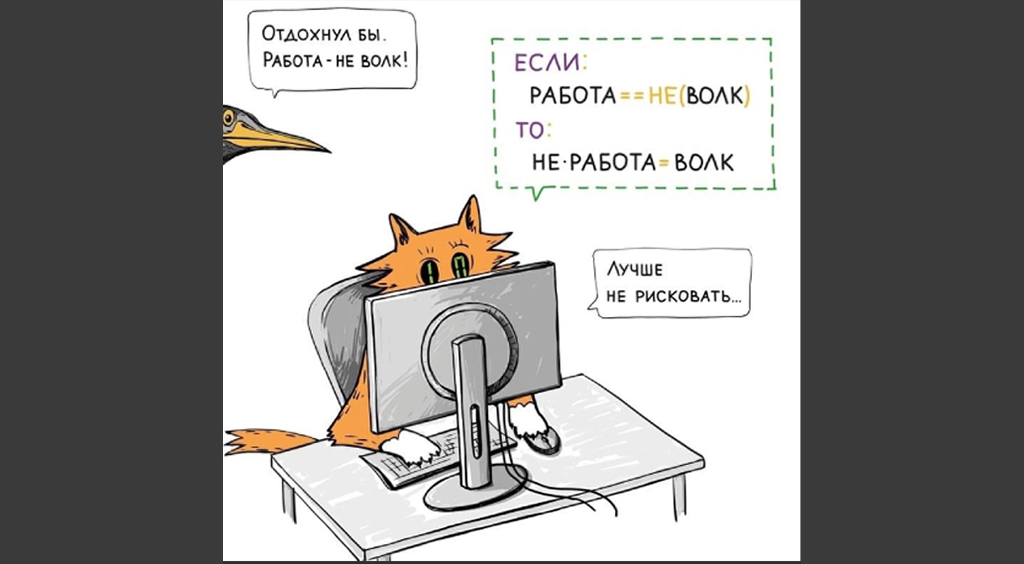 Отдохнул бы.
Работа - не волк!
ЕСЛИ:
РАБОТА==НЕ(ВОЛК)
ТО:
НЕ·РАБОТА=ВОЛК
Лучше
не рисковать...